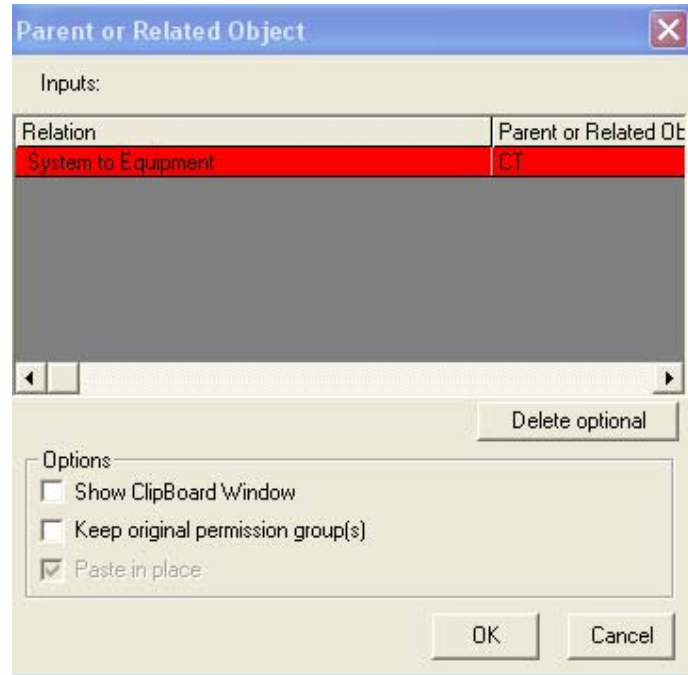 Parent or Related Object
Inputs:
Relation Parent or Related Ob
System to Equipment CT
Delete optional
Options
Show ClipBoard Window
Keep original permission group(s)
Paste in place
OK Cancel